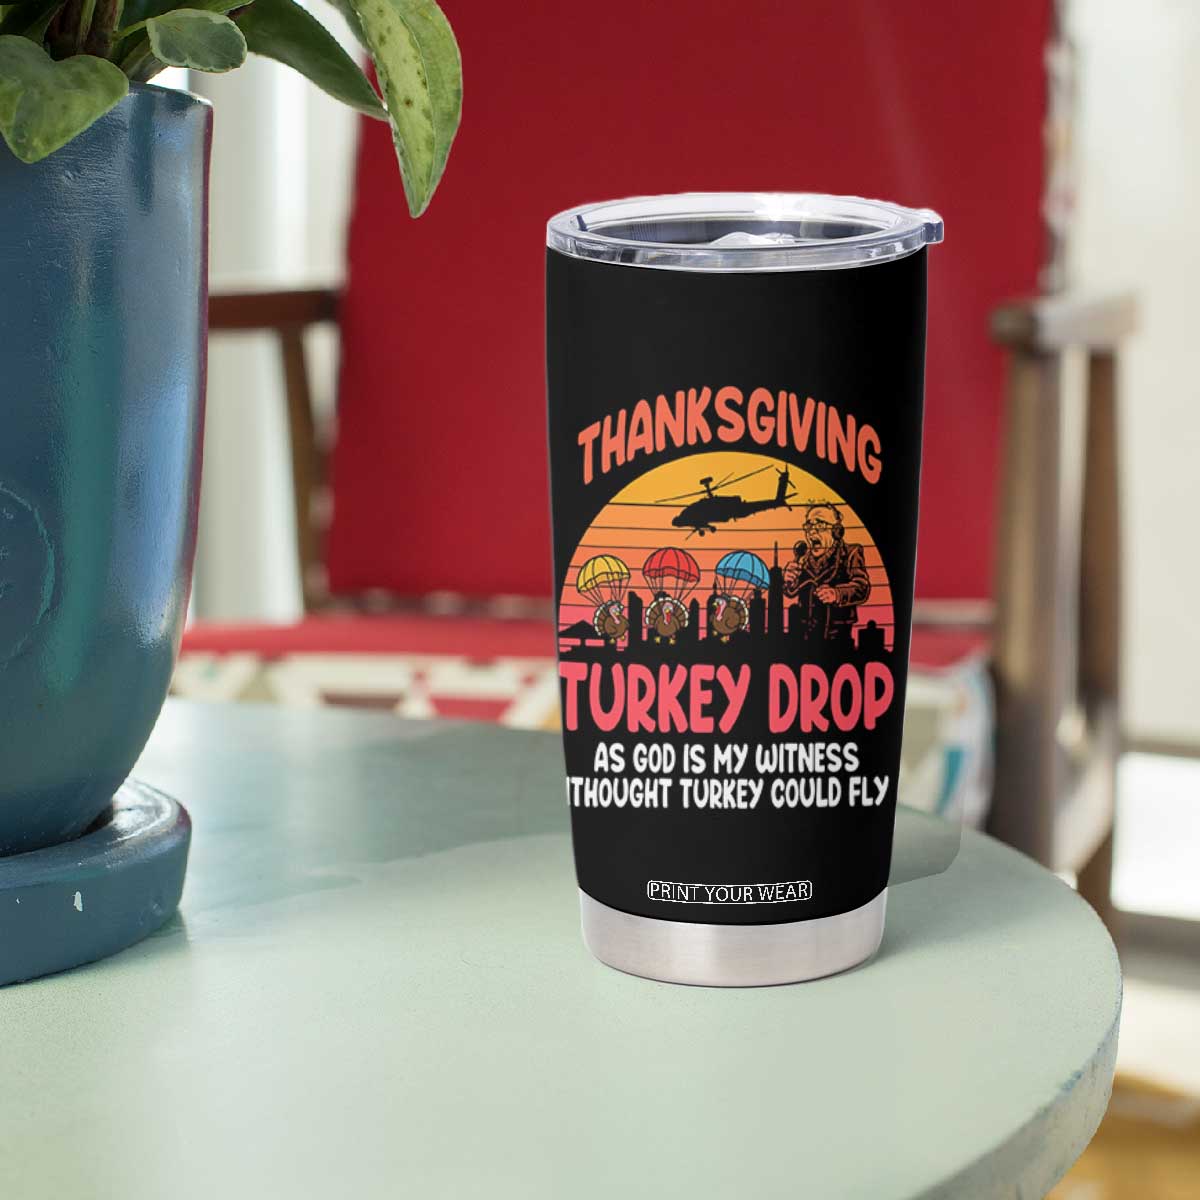 THANKSGIVING
TURKEY DROP
AS GOD IS MY WITNESS
I THOUGHT TURKEY COULD FLY
PRINT YOUR WEAR